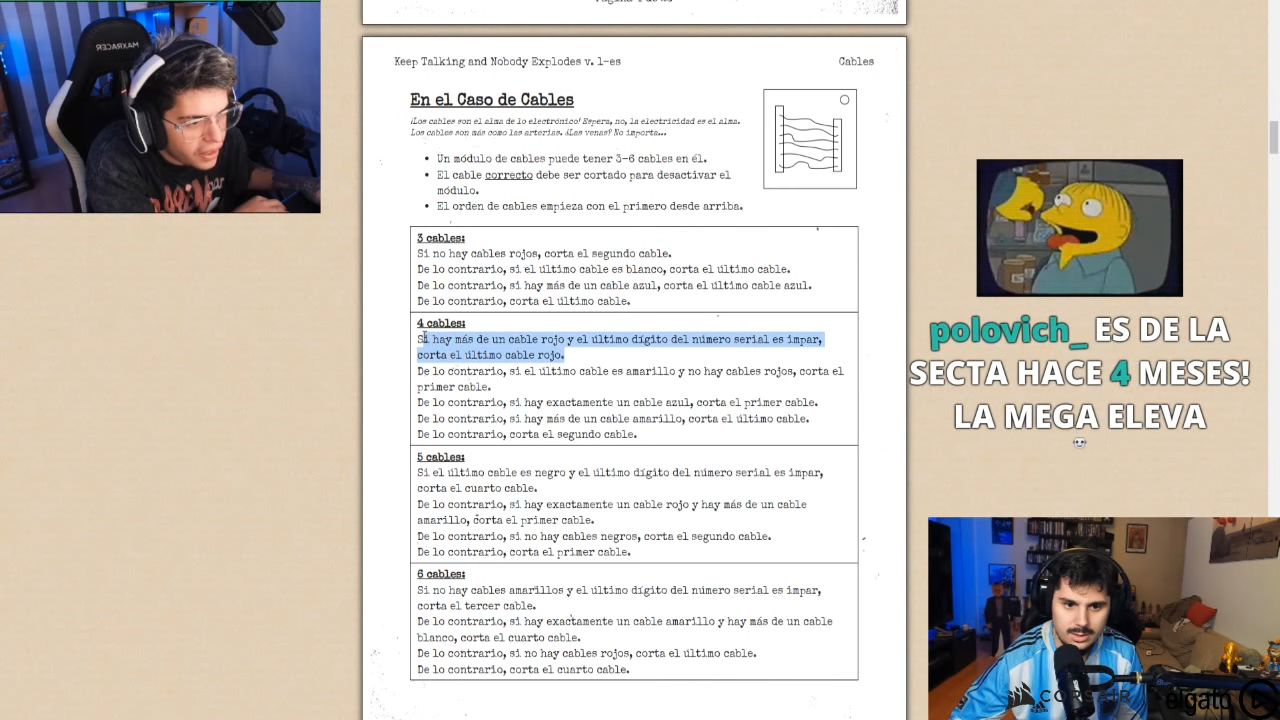 MAXRACER
Keep Talking and Nobody Explodes v. 1-es
Cables
En el Caso de Cables
¡Los cables son el alma de lo electrónico! Espera, no, la electricidad es el alma.
Los cables son más como las arterias. ¿Las venas? No importa...
• Un módulo de cables puede tener 3-6 cables en él.
• El cable correcto debe ser cortado para desactivar el
módulo.
• El orden de cables empieza con el primero desde arriba.
3 cables:
Si no hay cables rojos, corta el segundo cable.
De lo contrario, si el último cable es blanco, corta el último cable.
De lo contrario, si hay más de un cable azul, corta el último cable azul.
De lo contrario, corta el último cable.
4 cables:
Si hay más de un cable rojo y el último dígito del número serial es impar,
corta el último cable rojo.
De lo contrario, si el último cable es amarillo y no hay cables rojos, corta el
primer cable.
De lo contrario, si hay exactamente un cable azul, corta el primer cable.
De lo contrario, si hay más de un cable amarillo, corta el último cable.
De lo contrario, corta el segundo cable.
5 cables:
Si el último cable es negro y el último dígito del número serial es impar,
corta el cuarto cable.
De lo contrario, si hay exactamente un cable rojo y hay más de un cable
amarillo, corta el primer cable.
De lo contrario, si no hay cables negros, corta el segundo cable.
De lo contrario, corta el primer cable.
6 cables:
Si no hay cables amarillos y el último dígito del número serial es impar,
corta el tercer cable.
De lo contrario, si hay exactamente un cable amarillo y hay más de un cable
blanco, corta el cuarto cable.
De lo contrario, si no hay cables rojos, corta el último cable.
De lo contrario, corta el cuarto cable.
polovich_ ES DE LA
SECTA HACE 4 MESES!
LA MEGA ELEVA
CORSAIR
elgato